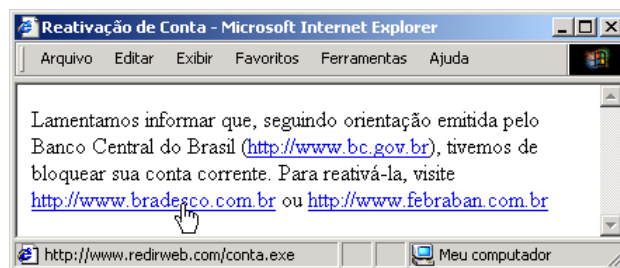 Reativação de Conta - Microsoft Internet Explorer
Arquivo Editar Exibir Favoritos Ferramentas Ajuda
Lamentamos informar que, seguindo orientação emitida pelo
Banco Central do Brasil (http://www.bc.gov.br), tivemos de
bloquear sua conta corrente. Para reativá-la, visite
http://www.bradesco.com.br ou http://www.febraban.com.br
http://www.redirweb.com/conta.exe Meu computador